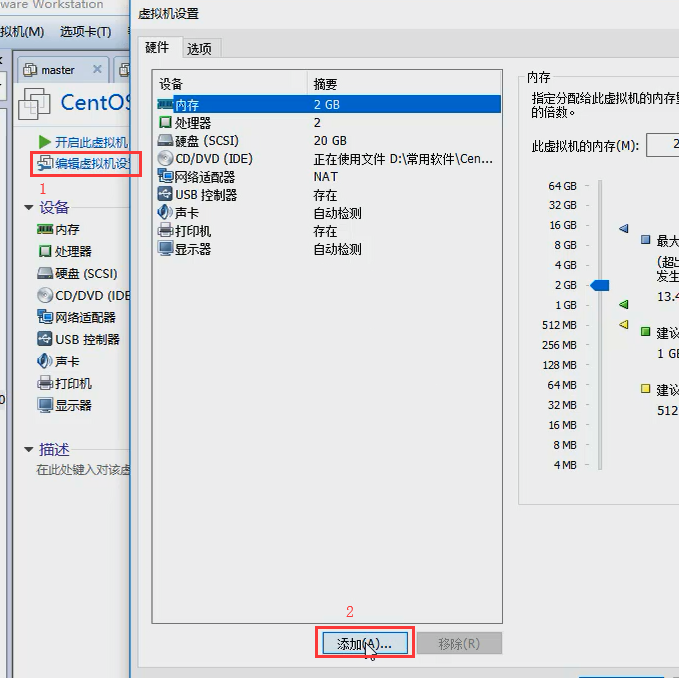 ware Workstation
虚拟机设置
拟机(M) 选项卡(T)
硬件 选项
master
CentOS
开启此虚拟机
编辑虚拟机设
1
设备
内存
处理器
硬盘 (SCSI)
CD/DVD (IDE
网络适配器
USB 控制器
声卡
打印机
显示器
描述
在此处键入对该虚
设备 摘要
内存 2 GB
处理器 2
硬盘 (SCSI) 20 GB
CD/DVD (IDE) 正在使用文件 D:\常用软件\Cen...
网络适配器 NAT
USB 控制器 存在
声卡 自动检测
打印机 存在
显示器 自动检测
2
添加(A)... 移除(R)
内存
指定分配给此虚拟机的内存量
的倍数。
此虚拟机的内存(M): 2
64 GB
32 GB
16 GB
8 GB
4 GB
2 GB
1 GB
512 MB
256 MB
128 MB
64 MB
32 MB
16 MB
8 MB
4 MB
最大
(超出
发生
13.4
建议
1 GB
建议
512